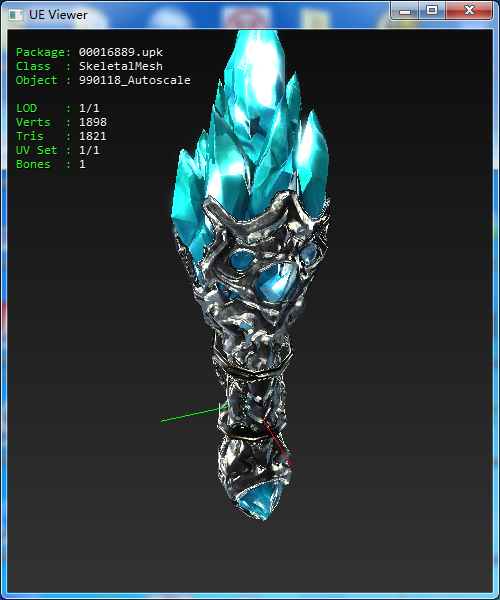 UE Viewer
Package: 00016889.upk
Class : SkeletalMesh
Object : 990118_Autoscale
LOD : 1/1
Verts : 1898
Tris : 1821
UV Set : 1/1
Bones : 1